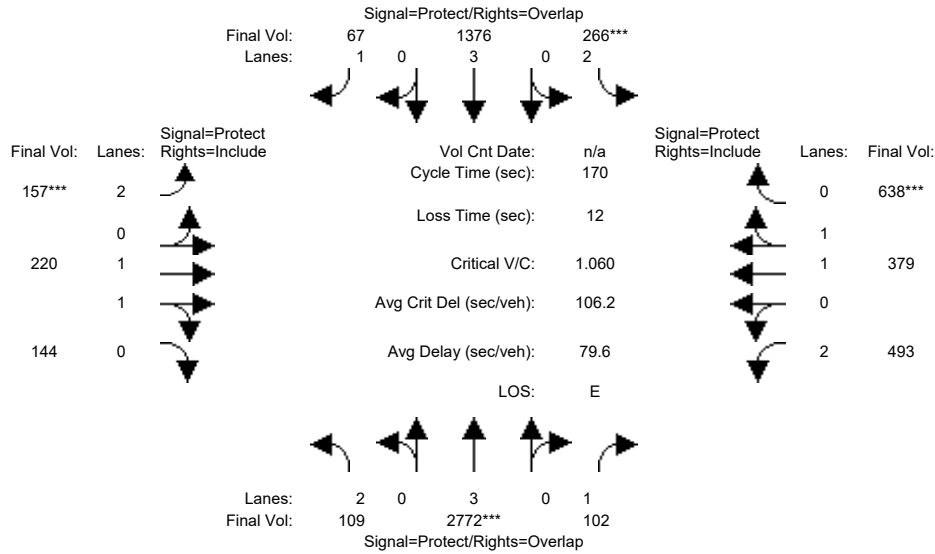 Signal=Protect/Rights=Overlap
Final Vol: 67 1376 266***
Lanes: 1 0 3 0 2
Signal=Protect Signal=Protect
Final Vol: Lanes: Rights=Include Vol Cnt Date: n/a Rights=Include Lanes: Final Vol:
Cycle Time (sec): 170
157*** 2 0 638***
Loss Time (sec): 12
0 1
220 1 Critical V/C: 1.060 1 379
1 Avg Crit Del (sec/veh): 106.2 0
144 0 Avg Delay (sec/veh): 79.6 2 493
LOS: E
Lanes: 2 0 3 0 1
Final Vol: 109 2772*** 102
Signal=Protect/Rights=Overlap